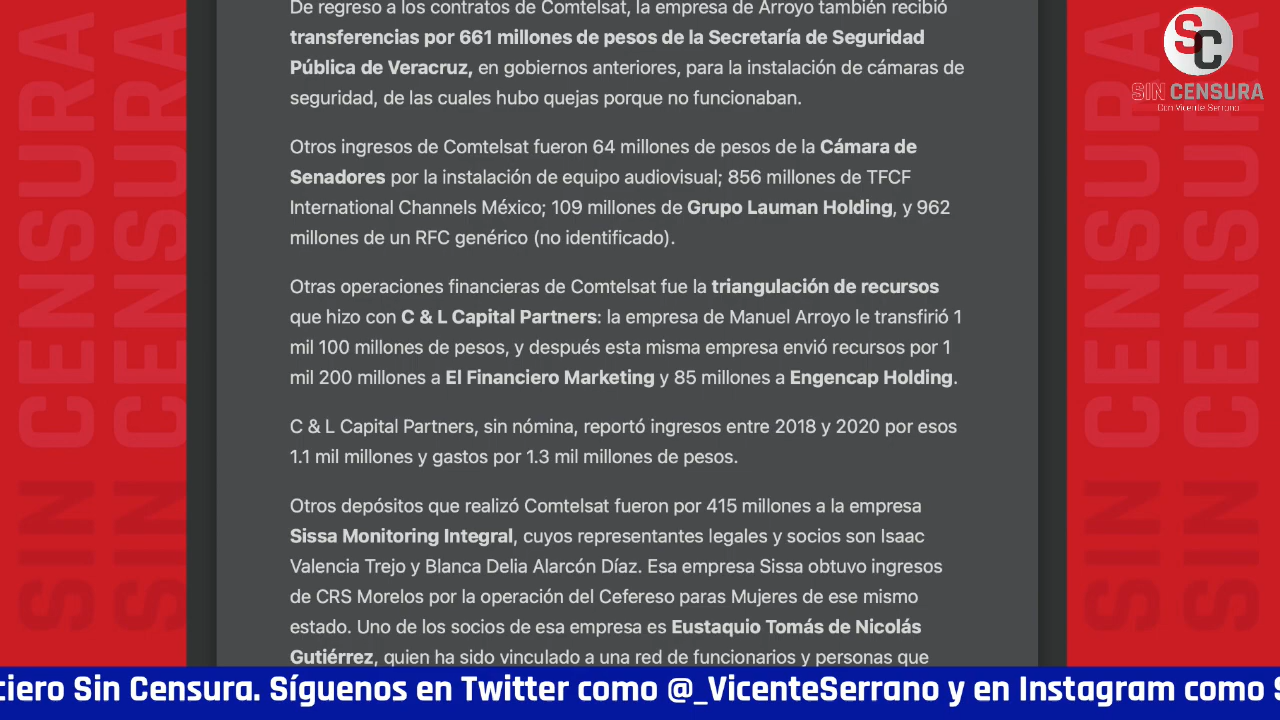 De regreso a los contratos de Comtelsat, la empresa de Arroyo también recibió
transferencias por 661 millones de pesos de la Secretaría de Seguridad
Pública de Veracruz, en gobiernos anteriores, para la instalación de cámaras de
seguridad, de las cuales hubo quejas porque no funcionaban.
Otros ingresos de Comtelsat fueron 64 millones de pesos de la Cámara de
Senadores por la instalación de equipo audiovisual; 856 millones de TFCF
International Channels México; 109 millones de Grupo Lauman Holding, y 962
millones de un RFC genérico (no identificado).
Otras operaciones financieras de Comtelsat fue la triangulación de recursos
que hizo con C & L Capital Partners: la empresa de Manuel Arroyo le transfirió 1
mil 100 millones de pesos, y después esta misma empresa envió recursos por 1
mil 200 millones a El Financiero Marketing y 85 millones a Engencap Holding.
C & L Capital Partners, sin nómina, reportó ingresos entre 2018 y 2020 por esos
1.1 mil millones y gastos por 1.3 mil millones de pesos.
Otros depósitos que realizó Comtelsat fueron por 415 millones a la empresa
Sissa Monitoring Integral, cuyos representantes legales y socios son Isaac
Valencia Trejo y Blanca Delia Alarcón Díaz. Esa empresa Sissa obtuvo ingresos
de CRS Morelos por la operación del Cefereso paras Mujeres de ese mismo
estado. Uno de los socios de esa empresa es Eustaquio Tomás de Nicolás
Gutiérrez, quien ha sido vinculado a una red de funcionarios y personas que
SC
SIN CENSURA
Con Vicente Serrano
SIN CENSURA
SIN CENSURA
SIN CENSURA
SIN CENSURA
ciero Sin Censura. Síguenos en Twitter como @_VicenteSerrano y en Instagram como S